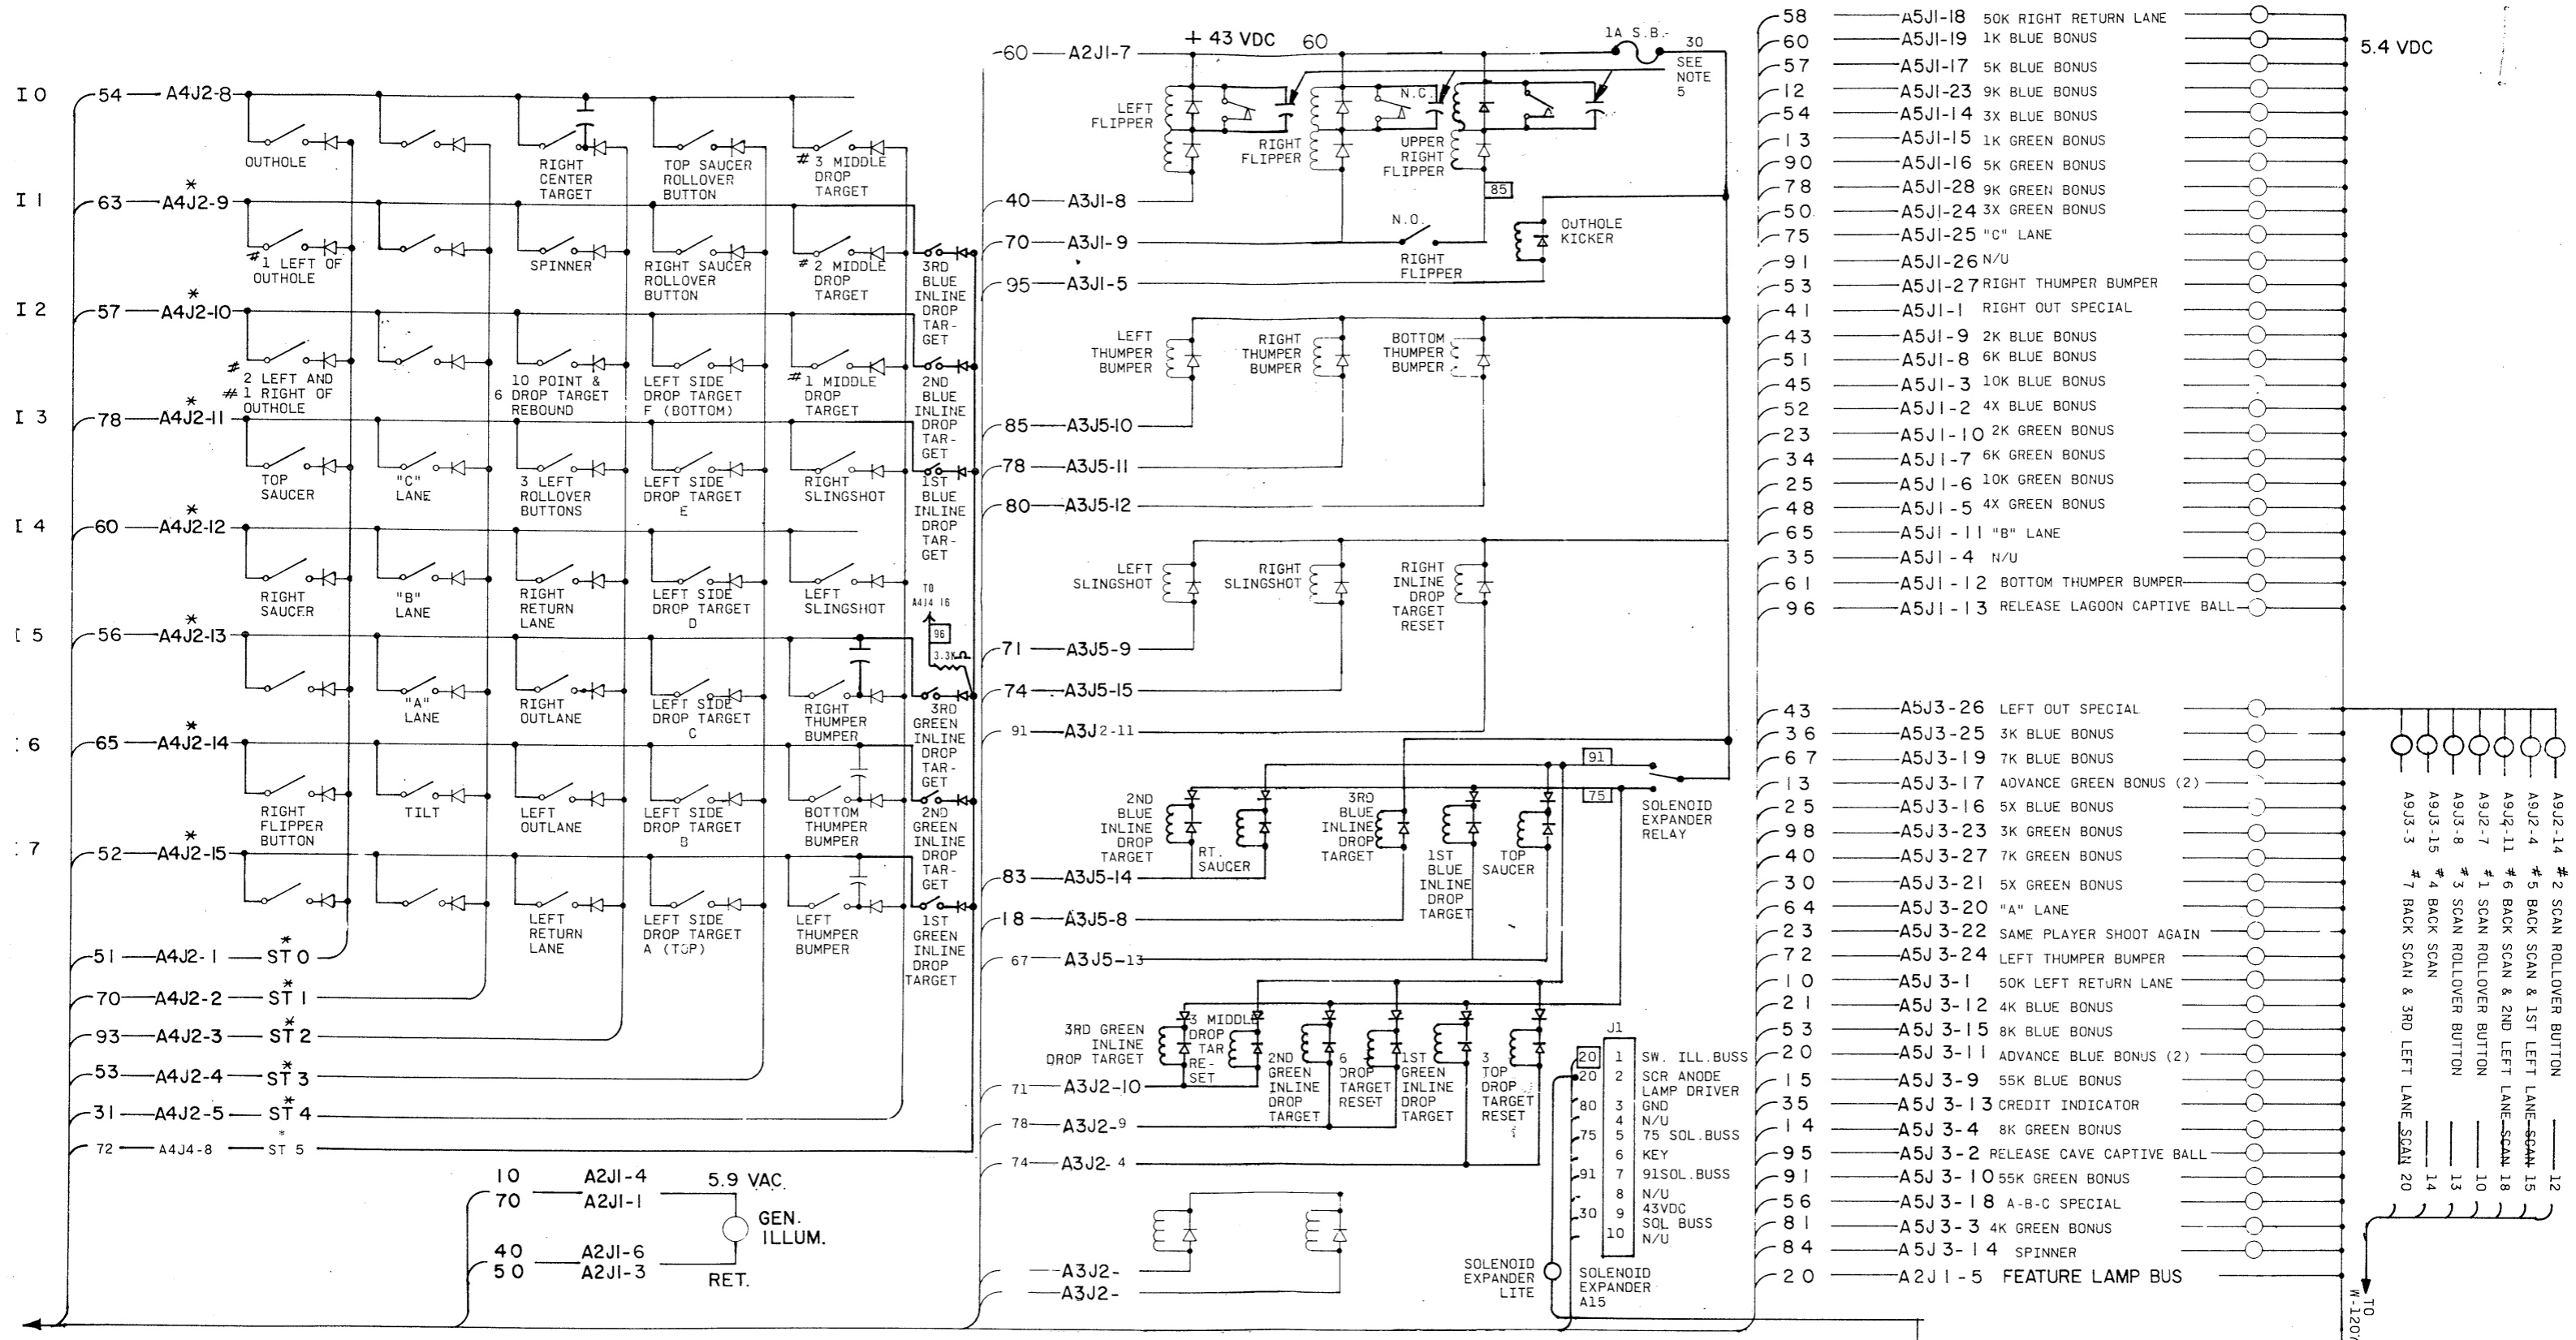 I 0
54 A4J2-8
OUTHOLE
RIGHT
CENTER
TARGET
TOP SAUCER
ROLLOVER
BUTTON
# 3 MIDDLE
DROP
TARGET
I 1
63 A4J2-9 *
#1 LEFT OF
OUTHOLE
SPINNER
RIGHT SAUCER
ROLLOVER
BUTTON
# 2 MIDDLE
DROP
TARGET
3RD
BLUE
INLINE
DROP
TAR-
GET
I 2
57 A4J2-10 *
# 2 LEFT AND
#1 RIGHT OF
OUTHOLE
10 POINT &
6 DROP TARGET
REBOUND
LEFT SIDE
DROP TARGET
F (BOTTOM)
#1 MIDDLE
DROP
TARGET
2ND
BLUE
INLINE
DROP
TAR-
GET
I 3
78 A4J2-11 *
TOP
SAUCER
"C"
LANE
3 LEFT
ROLLOVER
BUTTONS
LEFT SIDE
DROP TARGET
E
RIGHT
SLINGSHOT
1ST
BLUE
INLINE
DROP
TAR-
GET
I 4
60 A4J2-12 *
RIGHT
SAUCER
"B"
LANE
RIGHT
RETURN
LANE
LEFT SIDE
DROP TARGET
D
LEFT
SLINGSHOT
TO
A4J4 16
96
3.3KΩ
5
56 A4J2-13 *
"A"
LANE
RIGHT
OUTLANE
LEFT SIDE
DROP TARGET
C
RIGHT
THUMPER
BUMPER
3RD
GREEN
INLINE
DROP
TAR-
GET
6
65 A4J2-14 *
RIGHT
FLIPPER
BUTTON
TILT
LEFT
OUTLANE
LEFT SIDE
DROP TARGET
B
BOTTOM
THUMPER
BUMPER
2ND
GREEN
INLINE
DROP
TAR-
GET
7
52 A4J2-15 *
LEFT
RETURN
LANE
LEFT SIDE
DROP TARGET
A (TOP)
LEFT
THUMPER
BUMPER
1ST
GREEN
INLINE
DROP
TARGET
51 A4J2-1 ST 0 *
70 A4J2-2 ST 1 *
93 A4J2-3 ST 2 *
53 A4J2-4 ST 3 *
31 A4J2-5 ST 4 *
72 A4J4-8 ST 5 *
10 A2J1-4 5.9 VAC.
70 A2J1-1
GEN.
ILLUM.
40 A2J1-6
50 A2J1-3
RET.
60 A2J1-7 + 43 VDC 60
1A S.B.
30
SEE
NOTE
5
LEFT
FLIPPER
N.C.
RIGHT
FLIPPER
UPPER
RIGHT
FLIPPER
85
40 A3J1-8
70 A3J1-9
N.O.
RIGHT
FLIPPER
OUTHOLE
KICKER
95 A3J1-5
LEFT
THUMPER
BUMPER
RIGHT
THUMPER
BUMPER
BOTTOM
THUMPER
BUMPER
85 A3J5-10
78 A3J5-11
80 A3J5-12
LEFT
SLINGSHOT
RIGHT
SLINGSHOT
RIGHT
INLINE
DROP
TARGET
RESET
71 A3J5-9
74 A3J5-15
91 A3J2-11
91
75
SOLENOID
EXPANDER
RELAY
2ND
BLUE
INLINE
DROP
TARGET
RT.
SAUCER
3RD
BLUE
INLINE
DROP
TARGET
1ST
BLUE
INLINE
DROP
TARGET
TOP
SAUCER
83 A3J5-14
18 A3J5-8
67 A3J5-13
3RD GREEN
INLINE
DROP TARGET
3 MIDDLE
DROP
TAR
RE-
SET
2ND
GREEN
INLINE
DROP
TARGET
6
DROP
TARGET
RESET
1ST
GREEN
INLINE
DROP
TARGET
3
TOP
DROP
TARGET
RESET
71 A3J2-10
78 A3J2-9
74 A3J2-4
A3J2-
A3J2-
J1
20 1 SW. ILL.BUSS
20 2 SCR ANODE
LAMP DRIVER
80 3 GND
4 N/U
75 5 75 SOL.BUSS
6 KEY
91 7 91SOL.BUSS
8 N/U
30 9 43VDC
SOL BUSS
10 N/U
SOLENOID
EXPANDER
LITE
SOLENOID
EXPANDER
A15
58 A5J1-18 50K RIGHT RETURN LANE
60 A5J1-19 1K BLUE BONUS
57 A5J1-17 5K BLUE BONUS
12 A5J1-23 9K BLUE BONUS
54 A5J1-14 3X BLUE BONUS
13 A5J1-15 1K GREEN BONUS
90 A5J1-16 5K GREEN BONUS
78 A5J1-28 9K GREEN BONUS
50 A5J1-24 3X GREEN BONUS
75 A5J1-25 "C" LANE
91 A5J1-26 N/U
53 A5J1-27 RIGHT THUMPER BUMPER
41 A5J1-1 RIGHT OUT SPECIAL
43 A5J1-9 2K BLUE BONUS
51 A5J1-8 6K BLUE BONUS
45 A5J1-3 10K BLUE BONUS
52 A5J1-2 4X BLUE BONUS
23 A5J1-10 2K GREEN BONUS
34 A5J1-7 6K GREEN BONUS
25 A5J1-6 10K GREEN BONUS
48 A5J1-5 4X GREEN BONUS
65 A5J1-11 "B" LANE
35 A5J1-4 N/U
61 A5J1-12 BOTTOM THUMPER BUMPER
96 A5J1-13 RELEASE LAGOON CAPTIVE BALL
5.4 VDC
43 A5J3-26 LEFT OUT SPECIAL
36 A5J3-25 3K BLUE BONUS
67 A5J3-19 7K BLUE BONUS
13 A5J3-17 ADVANCE GREEN BONUS (2)
25 A5J3-16 5X BLUE BONUS
98 A5J3-23 3K GREEN BONUS
40 A5J3-27 7K GREEN BONUS
30 A5J3-21 5X GREEN BONUS
64 A5J3-20 "A" LANE
23 A5J3-22 SAME PLAYER SHOOT AGAIN
72 A5J3-24 LEFT THUMPER BUMPER
10 A5J3-1 50K LEFT RETURN LANE
21 A5J3-12 4K BLUE BONUS
53 A5J3-15 8K BLUE BONUS
20 A5J3-11 ADVANCE BLUE BONUS (2)
15 A5J3-9 55K BLUE BONUS
35 A5J3-13 CREDIT INDICATOR
14 A5J3-4 8K GREEN BONUS
95 A5J3-2 RELEASE CAVE CAPTIVE BALL
91 A5J3-10 55K GREEN BONUS
56 A5J3-18 A-B-C SPECIAL
81 A5J3-3 4K GREEN BONUS
84 A5J3-14 SPINNER
20 A2J1-5 FEATURE LAMP BUS
A9J2-14 # 2 SCAN ROLLOVER BUTTON 12
A9J2-4 # 5 BACK SCAN & 1ST LEFT LANE SCAN 15
A9J2-11 # 6 BACK SCAN & 2ND LEFT LANE SCAN 18
A9J2-7 # 1 SCAN ROLLOVER BUTTON 10
A9J3-8 # 3 SCAN ROLLOVER BUTTON 13
A9J3-15 # 4 BACK SCAN 14
A9J3-3 # 7 BACK SCAN & 3RD LEFT LANE SCAN 20
TO